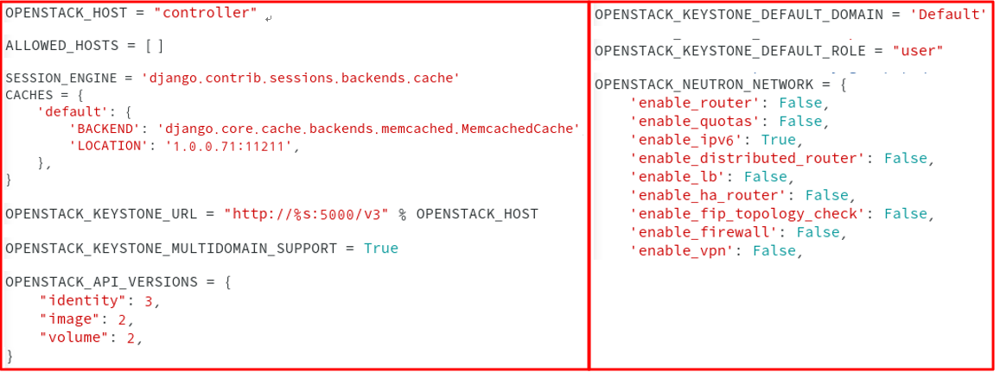 OPENSTACK_HOST = "controller"
ALLOWED_HOSTS = [ ]
SESSION_ENGINE = 'django.contrib.sessions.backends.cache'
CACHES = {
    'default': {
        'BACKEND': 'django.core.cache.backends.memcached.MemcachedCache'
        'LOCATION': '1.0.0.71:11211',
    },
}
OPENSTACK_KEYSTONE_URL = "http://%s:5000/v3" % OPENSTACK_HOST
OPENSTACK_KEYSTONE_MULTIDOMAIN_SUPPORT = True
OPENSTACK_API_VERSIONS = {
    "identity": 3,
    "image": 2,
    "volume": 2,
}
OPENSTACK_KEYSTONE_DEFAULT_DOMAIN = 'Default'
OPENSTACK_KEYSTONE_DEFAULT_ROLE = "user"
OPENSTACK_NEUTRON_NETWORK = {
    'enable_router': False,
    'enable_quotas': False,
    'enable_ipv6': True,
    'enable_distributed_router': False,
    'enable_lb': False,
    'enable_ha_router': False,
    'enable_fip_topology_check': False,
    'enable_firewall': False,
    'enable_vpn': False,